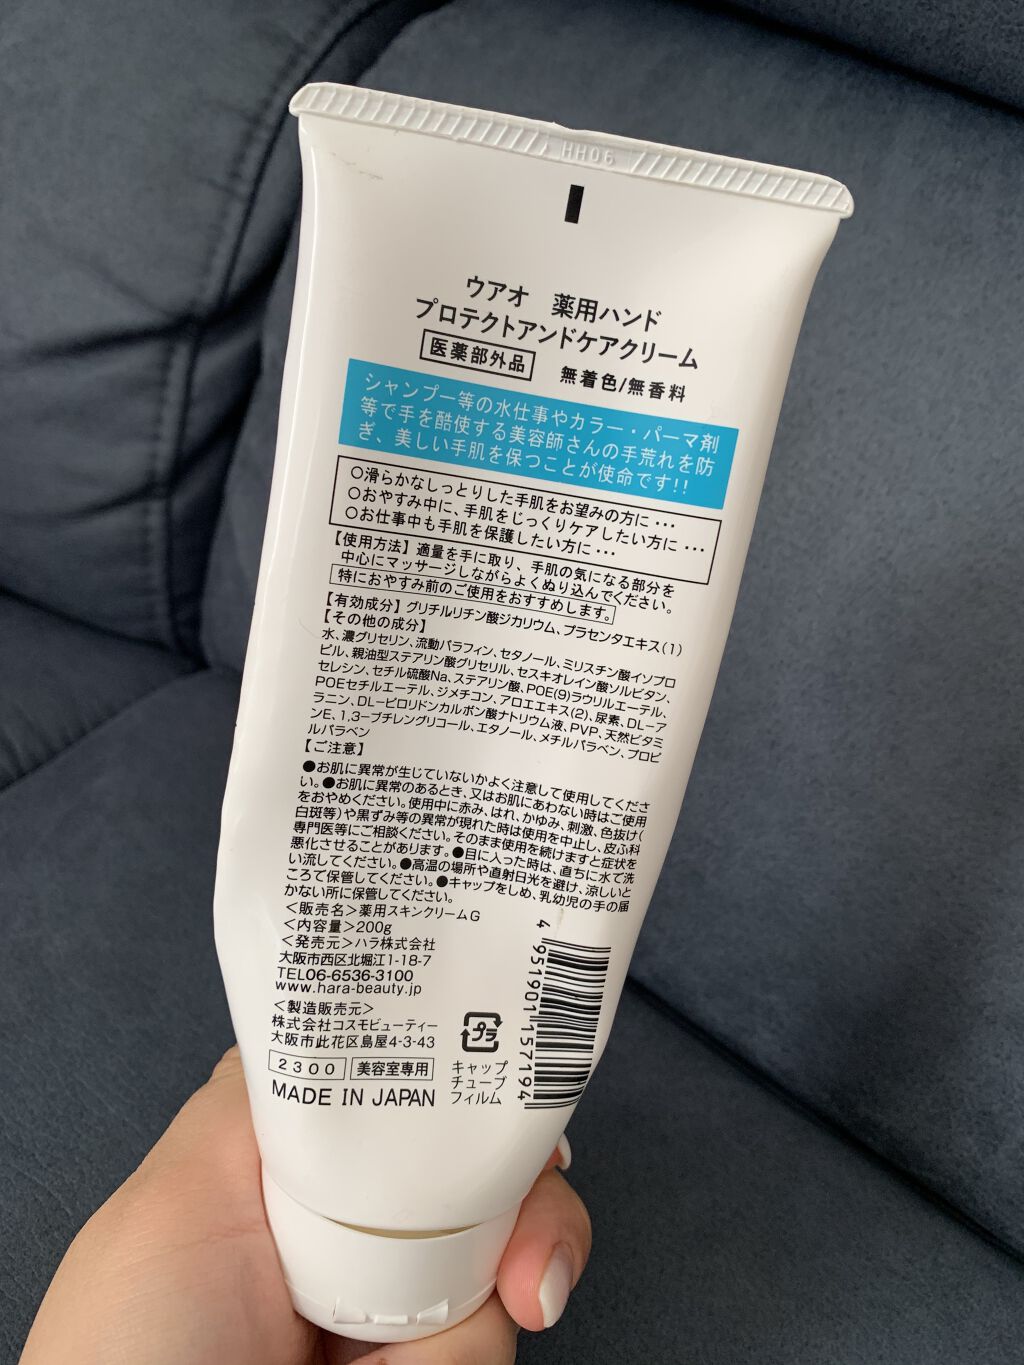 HH06
ウアオ 薬用ハンド
プロテクトアンドケアクリーム
医薬部外品 無着色/無香料
シャンプー等の水仕事やカラー・パーマ剤
等で手を酷使する美容師さんの手荒れを防
ぎ、美しい手肌を保つことが使命です!!
○滑らかなしっとりした手肌をお望みの方に・・・
○おやすみ中に、手肌をじっくりケアしたい方に・・・
○お仕事中も手肌を保護したい方に・・・
【使用方法】適量を手に取り、手肌の気になる部分を
中心にマッサージしながらよくぬり込んでください。
特におやすみ前のご使用をおすすめします。
【有効成分】グリチルリチン酸ジカリウム、プラセンタエキス(1)
【その他の成分】
水、濃グリセリン、流動パラフィン、セタノール、ミリスチン酸イソプロ
ピル、親油型ステアリン酸グリセリル、セスキオレイン酸ソルビタン、
セレシン、セチル硫酸Na、ステアリン酸、POE(9)ラウリルエーテル、
POEセチルエーテル、ジメチコン、アロエエキス(2)、尿素、DL-ア
ラニン、DL-ピロリドンカルボン酸ナトリウム液、PVP、天然ビタミ
ンE、1,3-ブチレングリコール、エタノール、メチルパラベン、プロピ
ルパラベン
【ご注意】
●お肌に異常が生じていないかよく注意して使用してくださ
い。●お肌に異常のあるとき、又はお肌にあわない時はご使用
をおやめください。使用中に赤み、はれ、かゆみ、刺激、色抜け(
白斑等)や黒ずみ等の異常が現れた時は使用を中止し、皮ふ科
専門医等にご相談ください。そのまま使用を続けますと症状を
悪化させることがあります。●目に入った時は、直ちに水で洗
い流してください。●高温の場所や直射日光を避け、涼しいと
ころで保管してください。●キャップをしめ、乳幼児の手の届
かない所に保管してください。
＜販売名＞薬用スキンクリームG
＜内容量＞200g
＜発売元＞ハラ株式会社
大阪市西区北堀江1-18-7
TEL06-6536-3100
www.hara-beauty.jp
＜製造販売元＞
株式会社コスモビューティー
大阪市此花区島屋4-3-43
2300 美容室専用
MADE IN JAPAN
プラ
キャップ
チューブ
フィルム
4 951901 157194